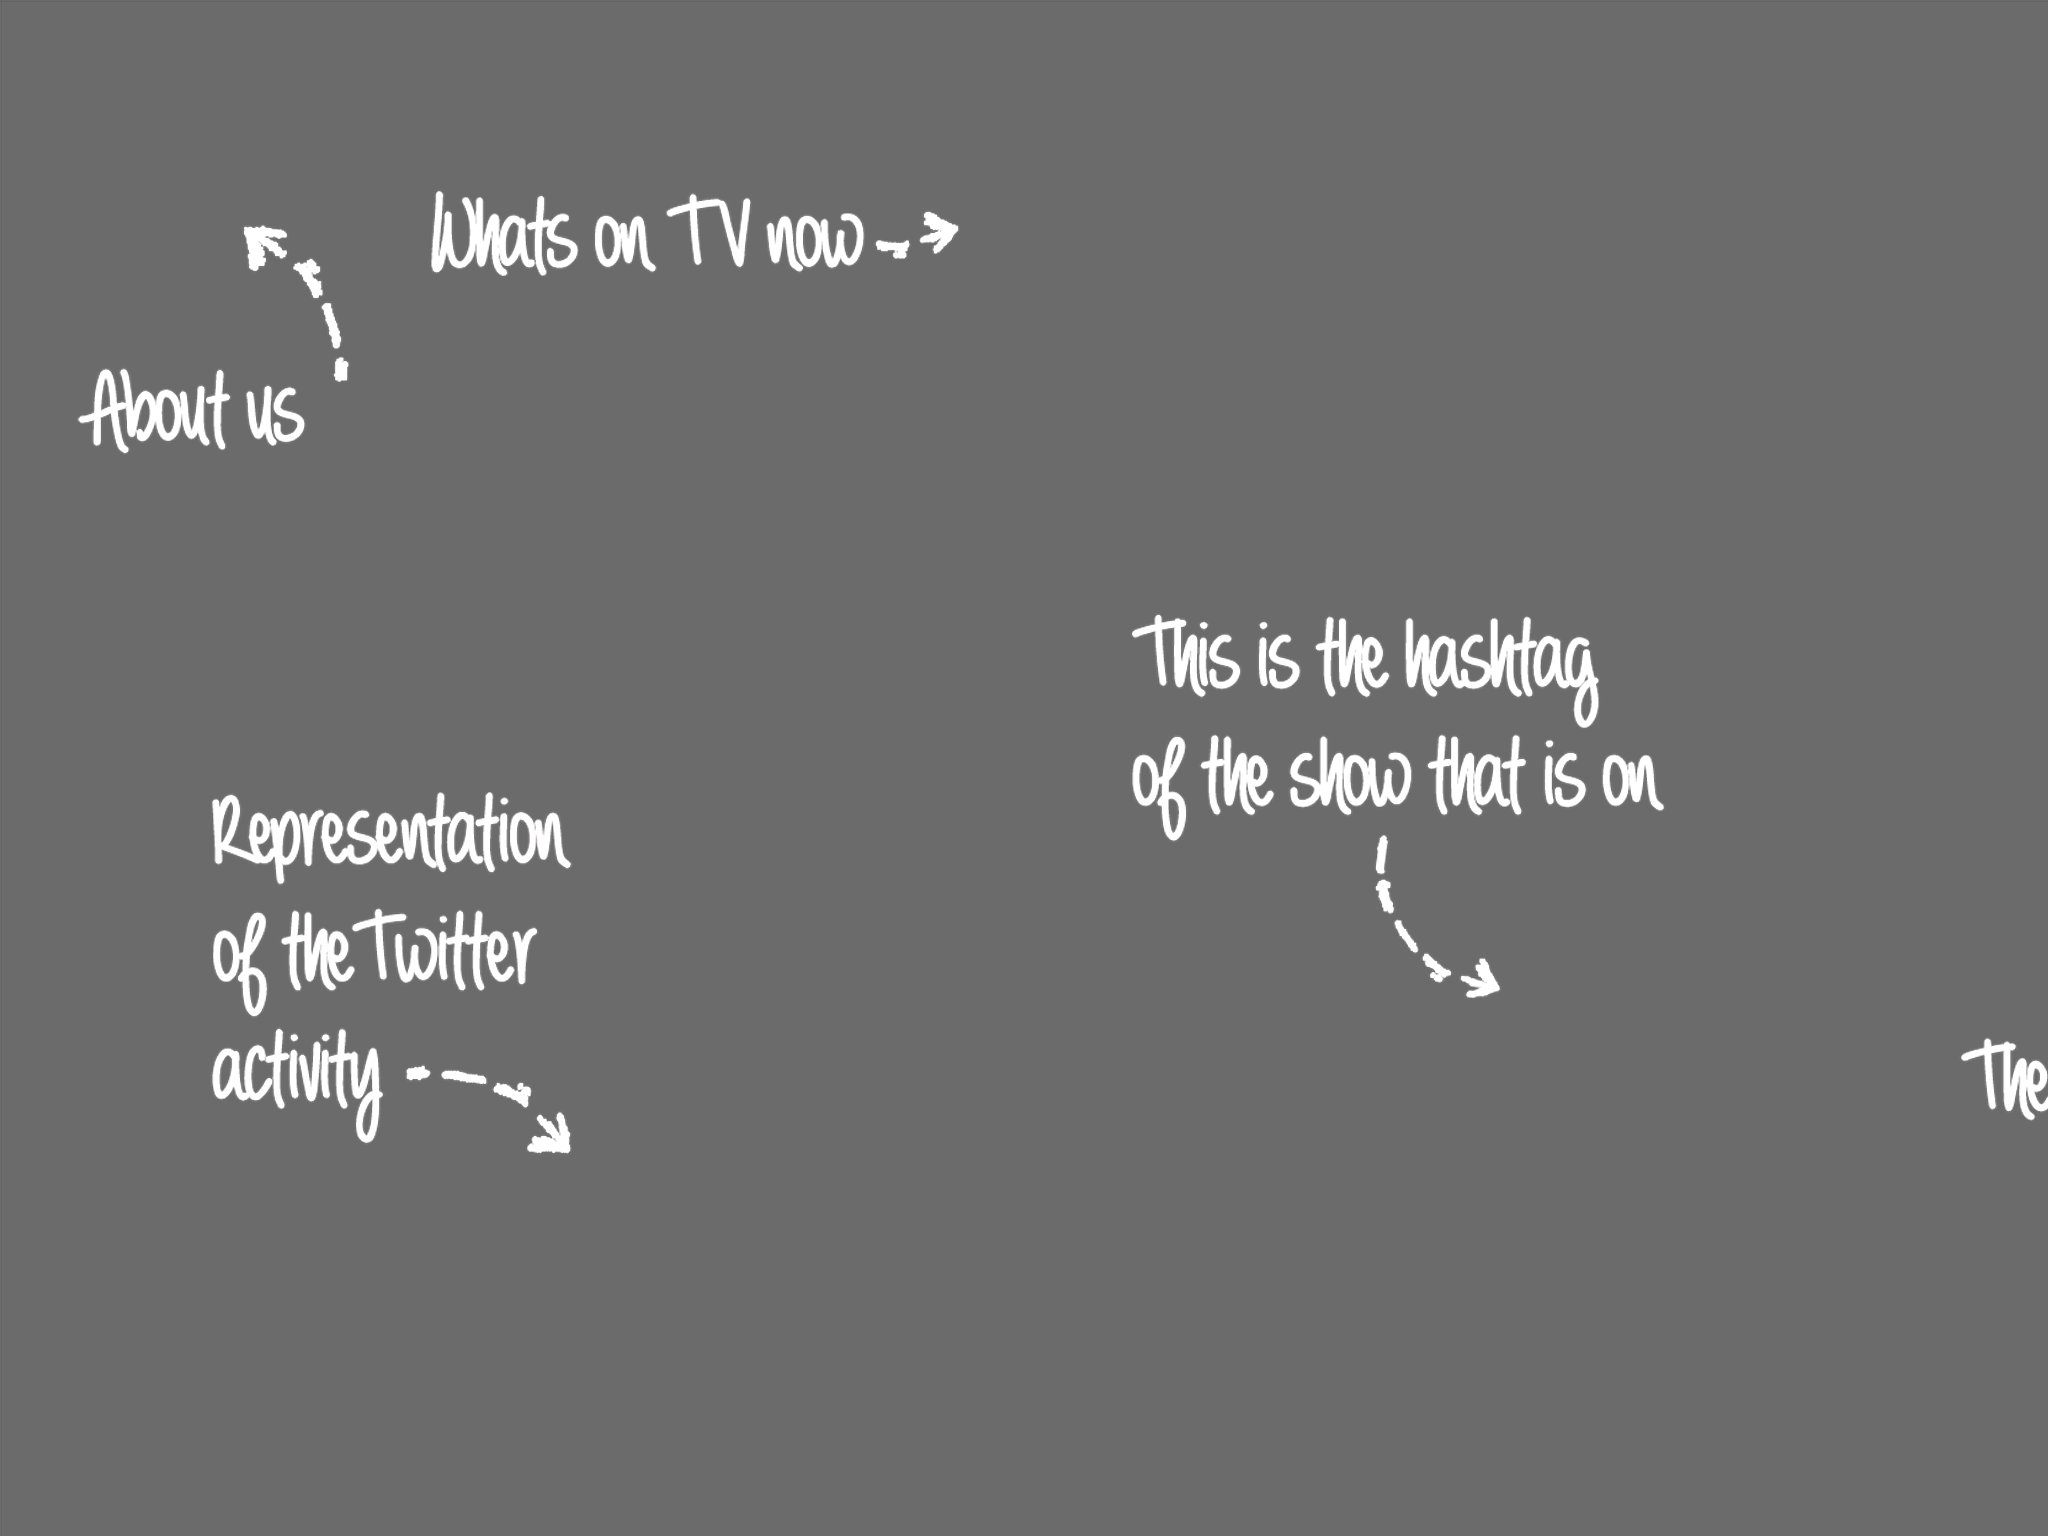 Whats on TV now
About us
This is the hashtag
of the show that is on
Representation
of the Twitter
activity
The